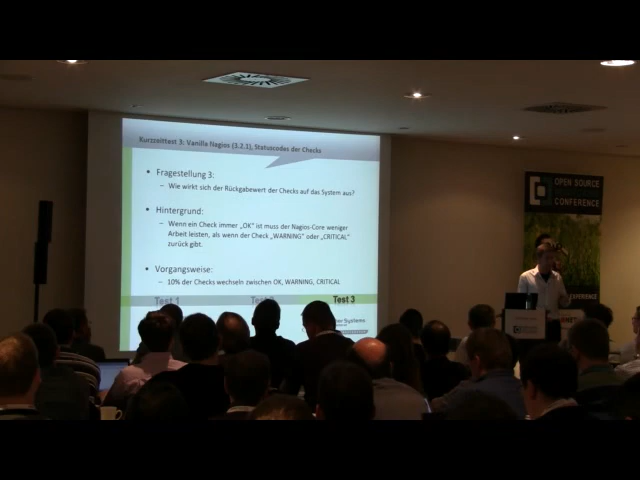 Kurzzeittest 3: Vanilla Nagios (3.2.1), Statuscodes der Checks
• Fragestellung 3:
– Wie wirkt sich der Rückgabewert der Checks auf das System aus?
• Hintergrund:
– Wenn ein Check immer „OK" ist muss der Nagios-Core weniger
Arbeit leisten, als wenn der Check „WARNING" oder „CRITICAL"
zurück gibt.
• Vorgangsweise:
– 10% der Checks wechseln zwischen OK, WARNING, CRITICAL
Test 1
Test 3
Systems
OPEN SOURCE
CONFERENCE